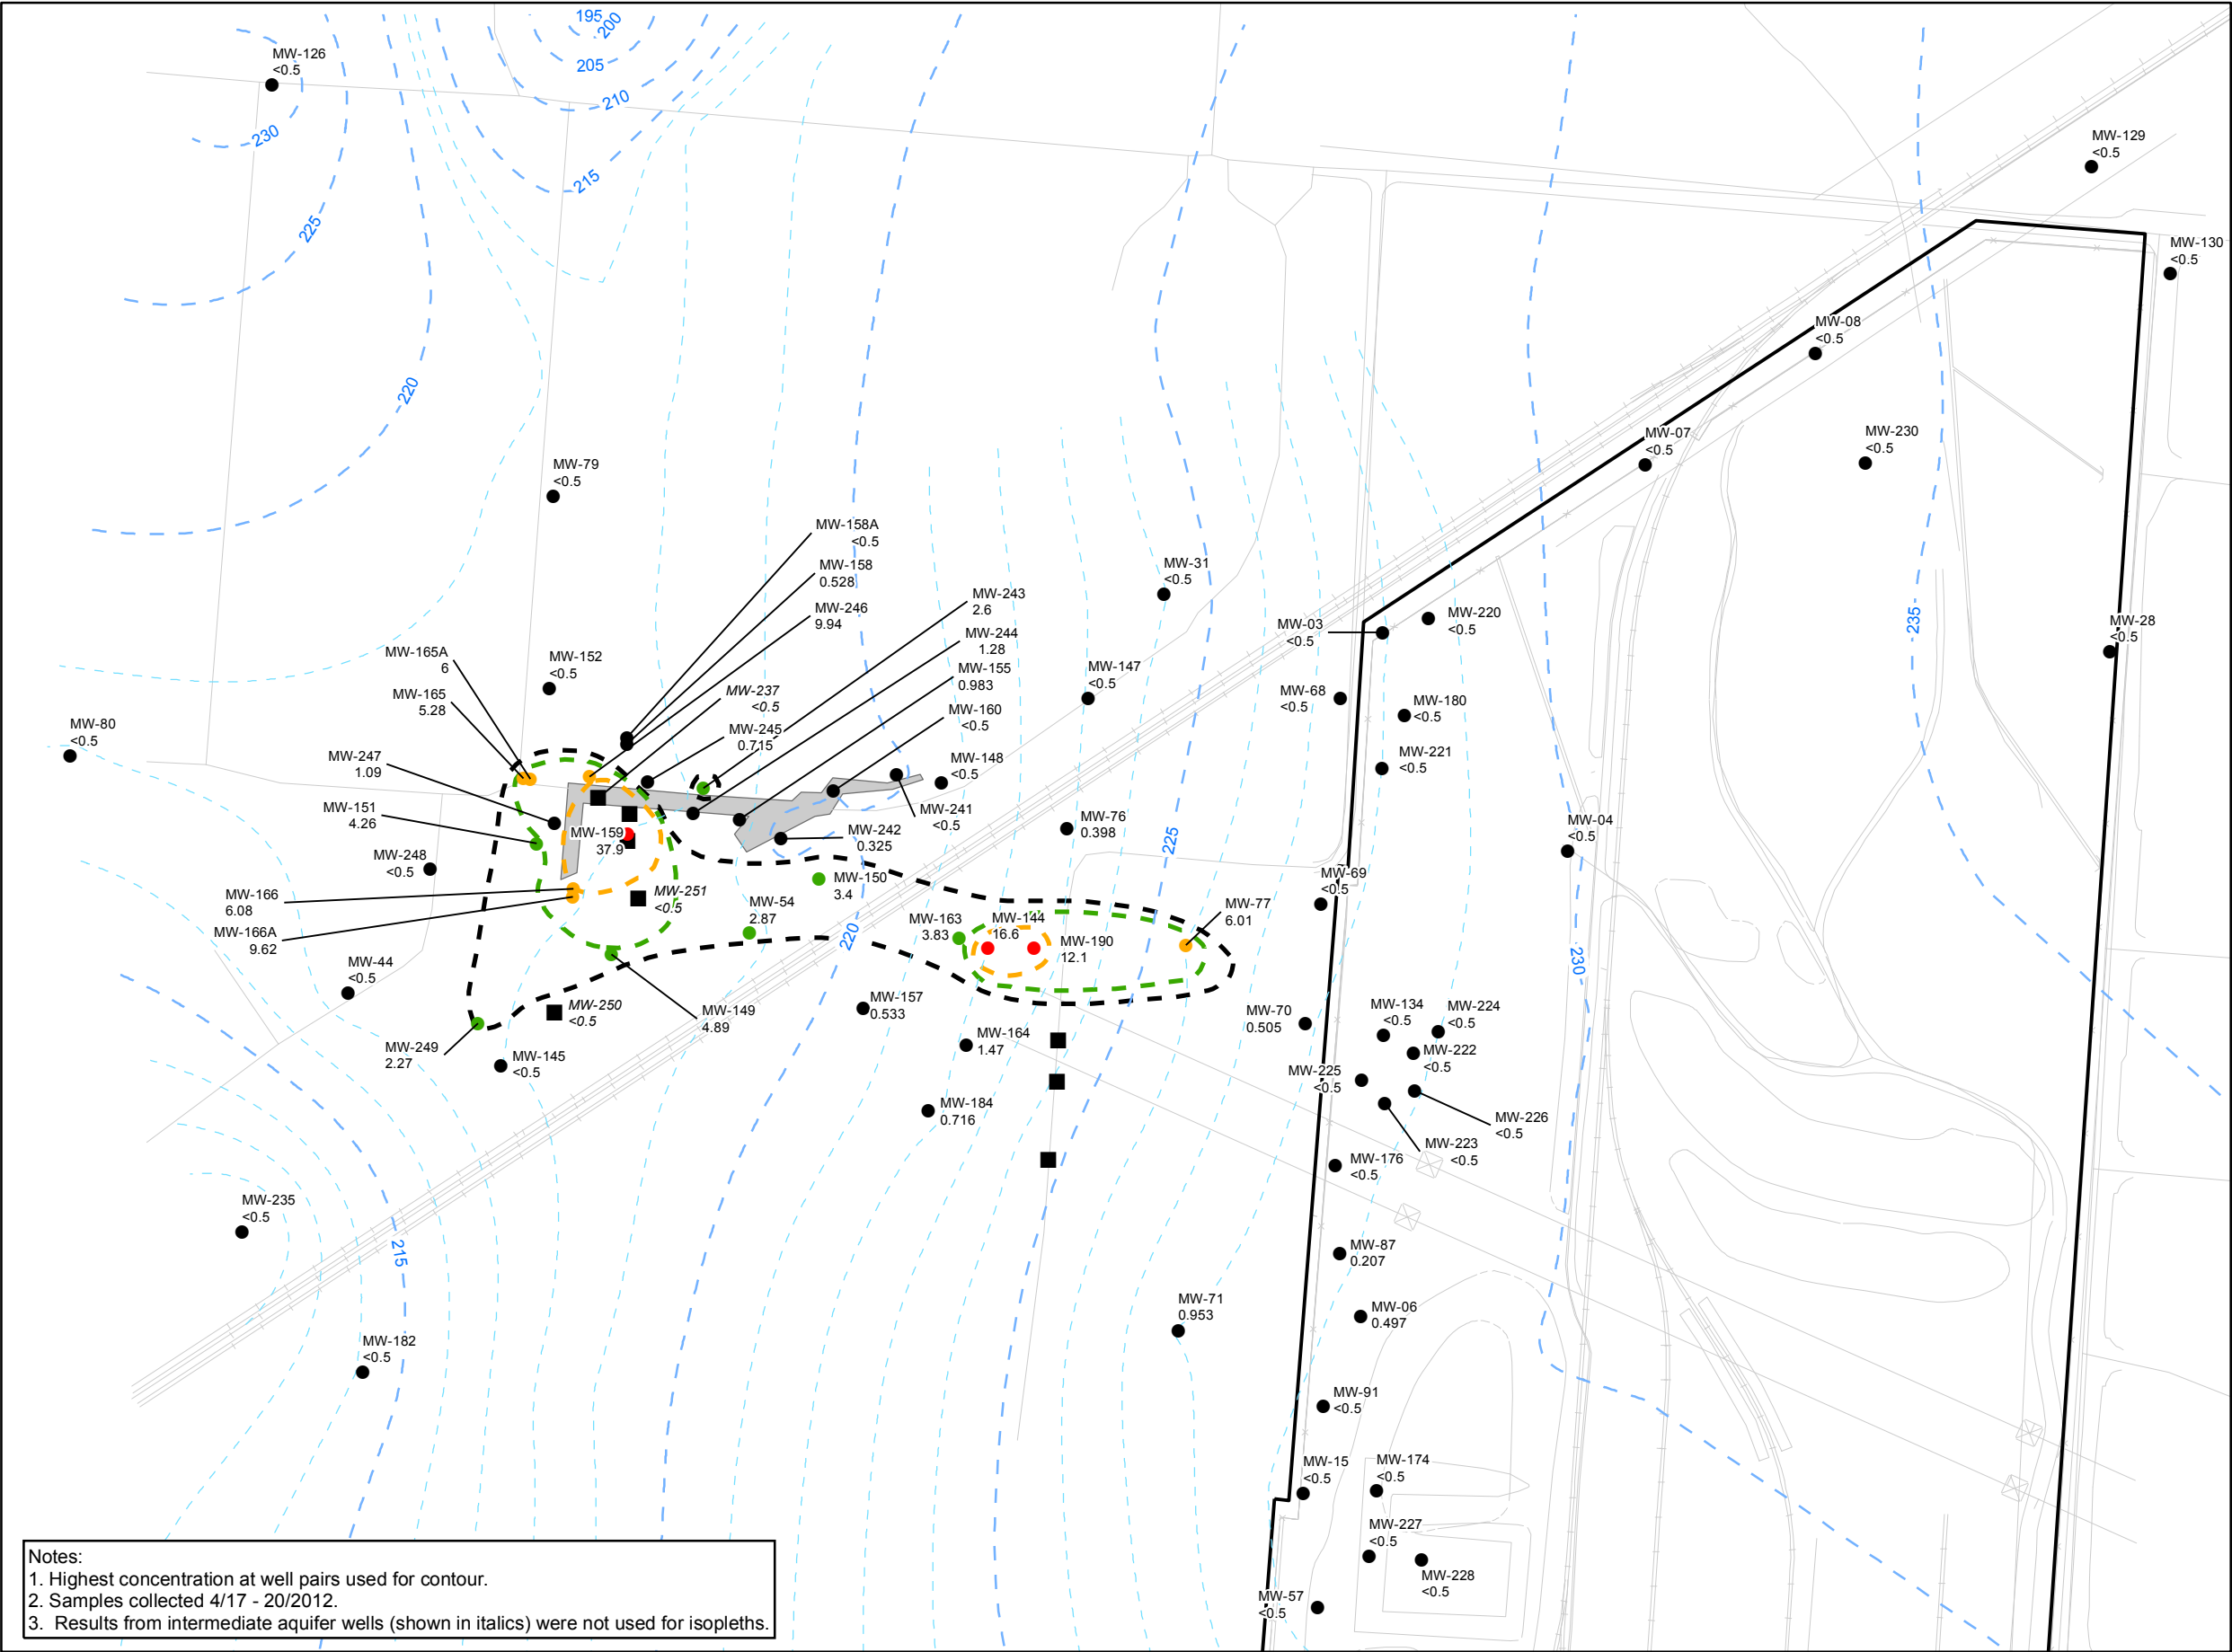 195
200
205
210
215
MW-126
<0.5
230
225
220
MW-129
<0.5
MW-130
<0.5
MW-08
<0.5
MW-07
<0.5
MW-230
<0.5
MW-79
<0.5
MW-158A
<0.5
MW-158
0.528
MW-246
9.94
MW-243
2.6
MW-244
1.28
MW-155
0.983
MW-160
<0.5
MW-31
<0.5
MW-03
<0.5
MW-220
<0.5
235
MW-28
<0.5
MW-165A
6
MW-165
5.28
MW-152
<0.5
MW-237
<0.5
MW-245
0.715
MW-147
<0.5
MW-68
<0.5
MW-180
<0.5
MW-80
<0.5
MW-247
1.09
MW-148
<0.5
MW-221
<0.5
MW-151
4.26
MW-159
37.9
MW-241
<0.5
MW-242
0.325
MW-76
0.398
225
MW-04
<0.5
MW-248
<0.5
MW-150
3.4
MW-69
<0.5
MW-166
6.08
MW-166A
9.62
MW-251
<0.5
MW-54
2.87
220
MW-163
3.83
MW-144
16.6
MW-190
12.1
MW-77
6.01
230
MW-44
<0.5
MW-250
<0.5
MW-149
4.89
MW-157
0.533
MW-70
0.505
MW-134
<0.5
MW-224
<0.5
MW-222
<0.5
MW-249
2.27
MW-145
<0.5
MW-164
1.47
MW-225
<0.5
MW-184
0.716
MW-226
<0.5
MW-223
<0.5
MW-176
<0.5
MW-235
<0.5
215
MW-87
0.207
MW-71
0.953
MW-06
0.497
MW-182
<0.5
MW-91
<0.5
MW-15
<0.5
MW-174
<0.5
MW-227
<0.5
MW-228
<0.5
MW-57
<0.5
Notes:
1. Highest concentration at well pairs used for contour.
2. Samples collected 4/17 - 20/2012.
3. Results from intermediate aquifer wells (shown in italics) were not used for isopleths.